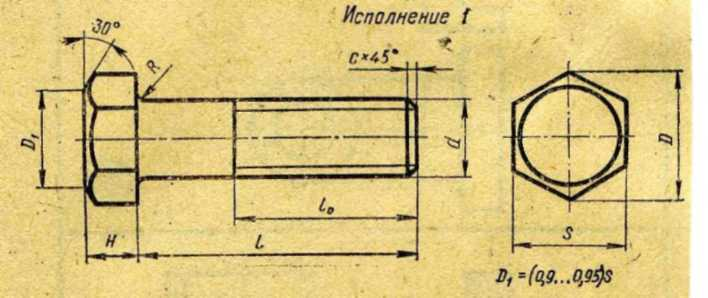 Исполнение 1
30°
R
c×45°
D₁
d
D
l₀
H
l
S
D₁=(0,9...0,95)S